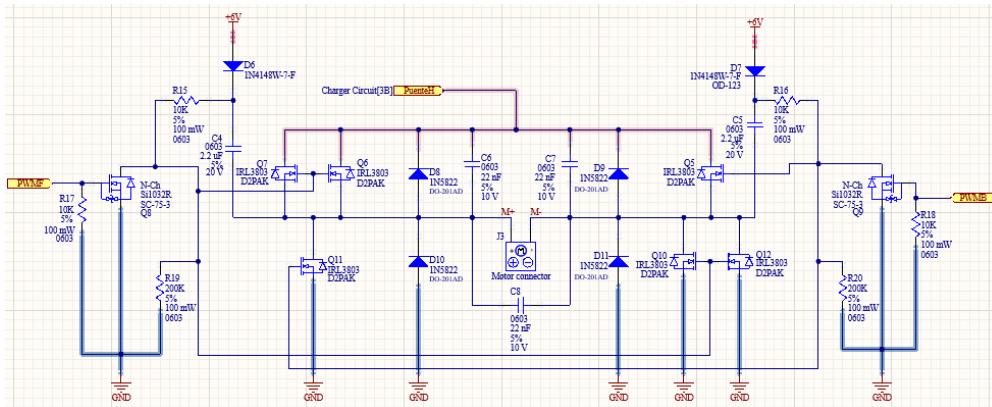 +6V
D6
1N4148W-7-F
R15
10K
5%
100 mW
0603
C4
0603
2.2 uF
5%
20 V
Charger Circuit[3B]
PuenteH
+6V
D7
1N4148W-7-F
OD-123
R16
10K
5%
100 mW
0603
C5
0603
2.2 uF
5%
20 V
Q7
IRL3803
D2PAK
Q6
IRL3803
D2PAK
D8
1N5822
DO-201AD
C6
0603
22 nF
5%
10 V
C7
0603
22 nF
5%
10 V
D9
1N5822
DO-201AD
Q5
IRL3803
D2PAK
PWMF
N-Ch
Si1032R
SC-75-3
Q8
R17
10K
5%
100 mW
0603
N-Ch
Si1032R
SC-75-3
Q9
PWMB
R18
10K
5%
100 mW
0603
M+
M-
J3
Motor connector
Q11
IRL3803
D2PAK
D10
1N5822
DO-201AD
D11
1N5822
DO-201AD
Q10
IRL3803
D2PAK
Q12
IRL3803
D2PAK
R19
200K
5%
100 mW
0603
R20
200K
5%
100 mW
0603
C8
0603
22 nF
5%
10 V
GND
GND
GND
GND
GND
GND
GND